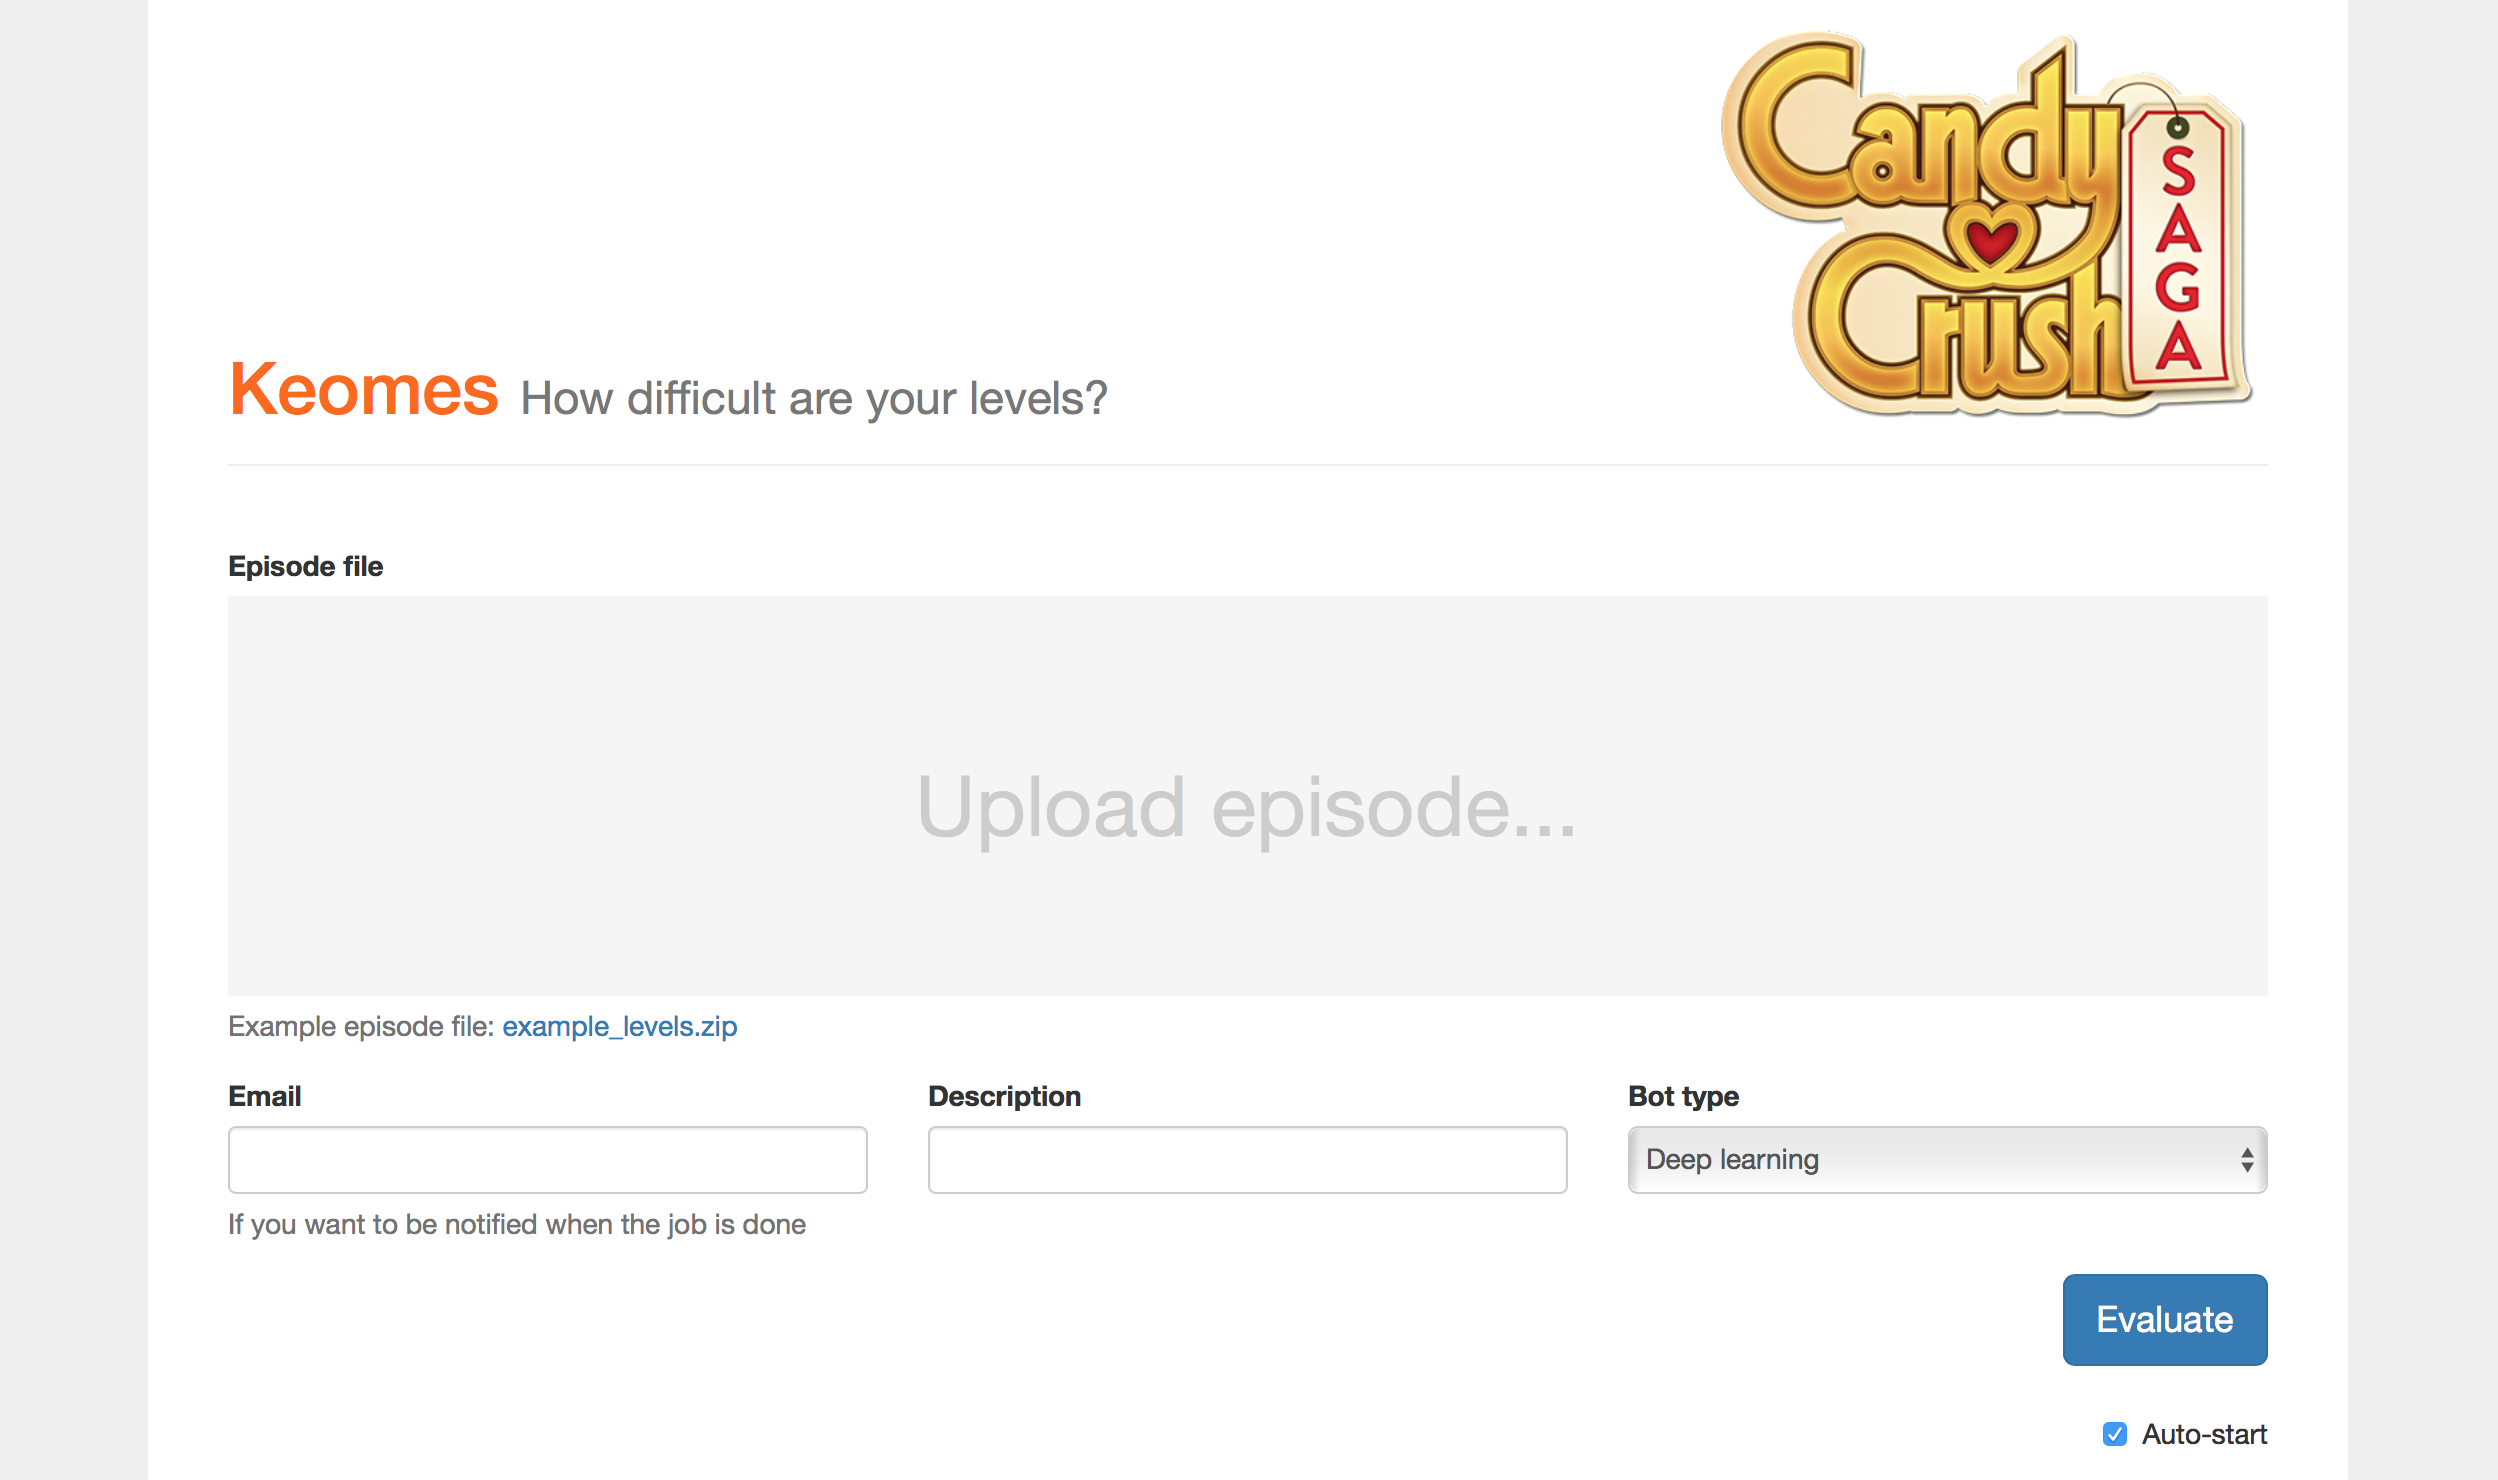 Candy
Crush
SAGA
Keomes How difficult are your levels?
Episode file
Upload episode...
Example episode file: example_levels.zip
Email
Description
Bot type
Deep learning
If you want to be notified when the job is done
Evaluate
Auto-start